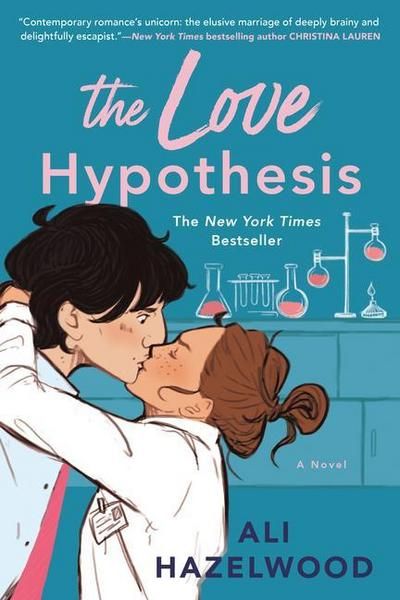 “Contemporary romance’s unicorn: the elusive marriage of deeply brainy and
delightfully escapist.”—New York Times bestselling author CHRISTINA LAUREN
the Love
Hypothesis
The New York Times
Bestseller
A Novel
ALI
HAZELWOOD